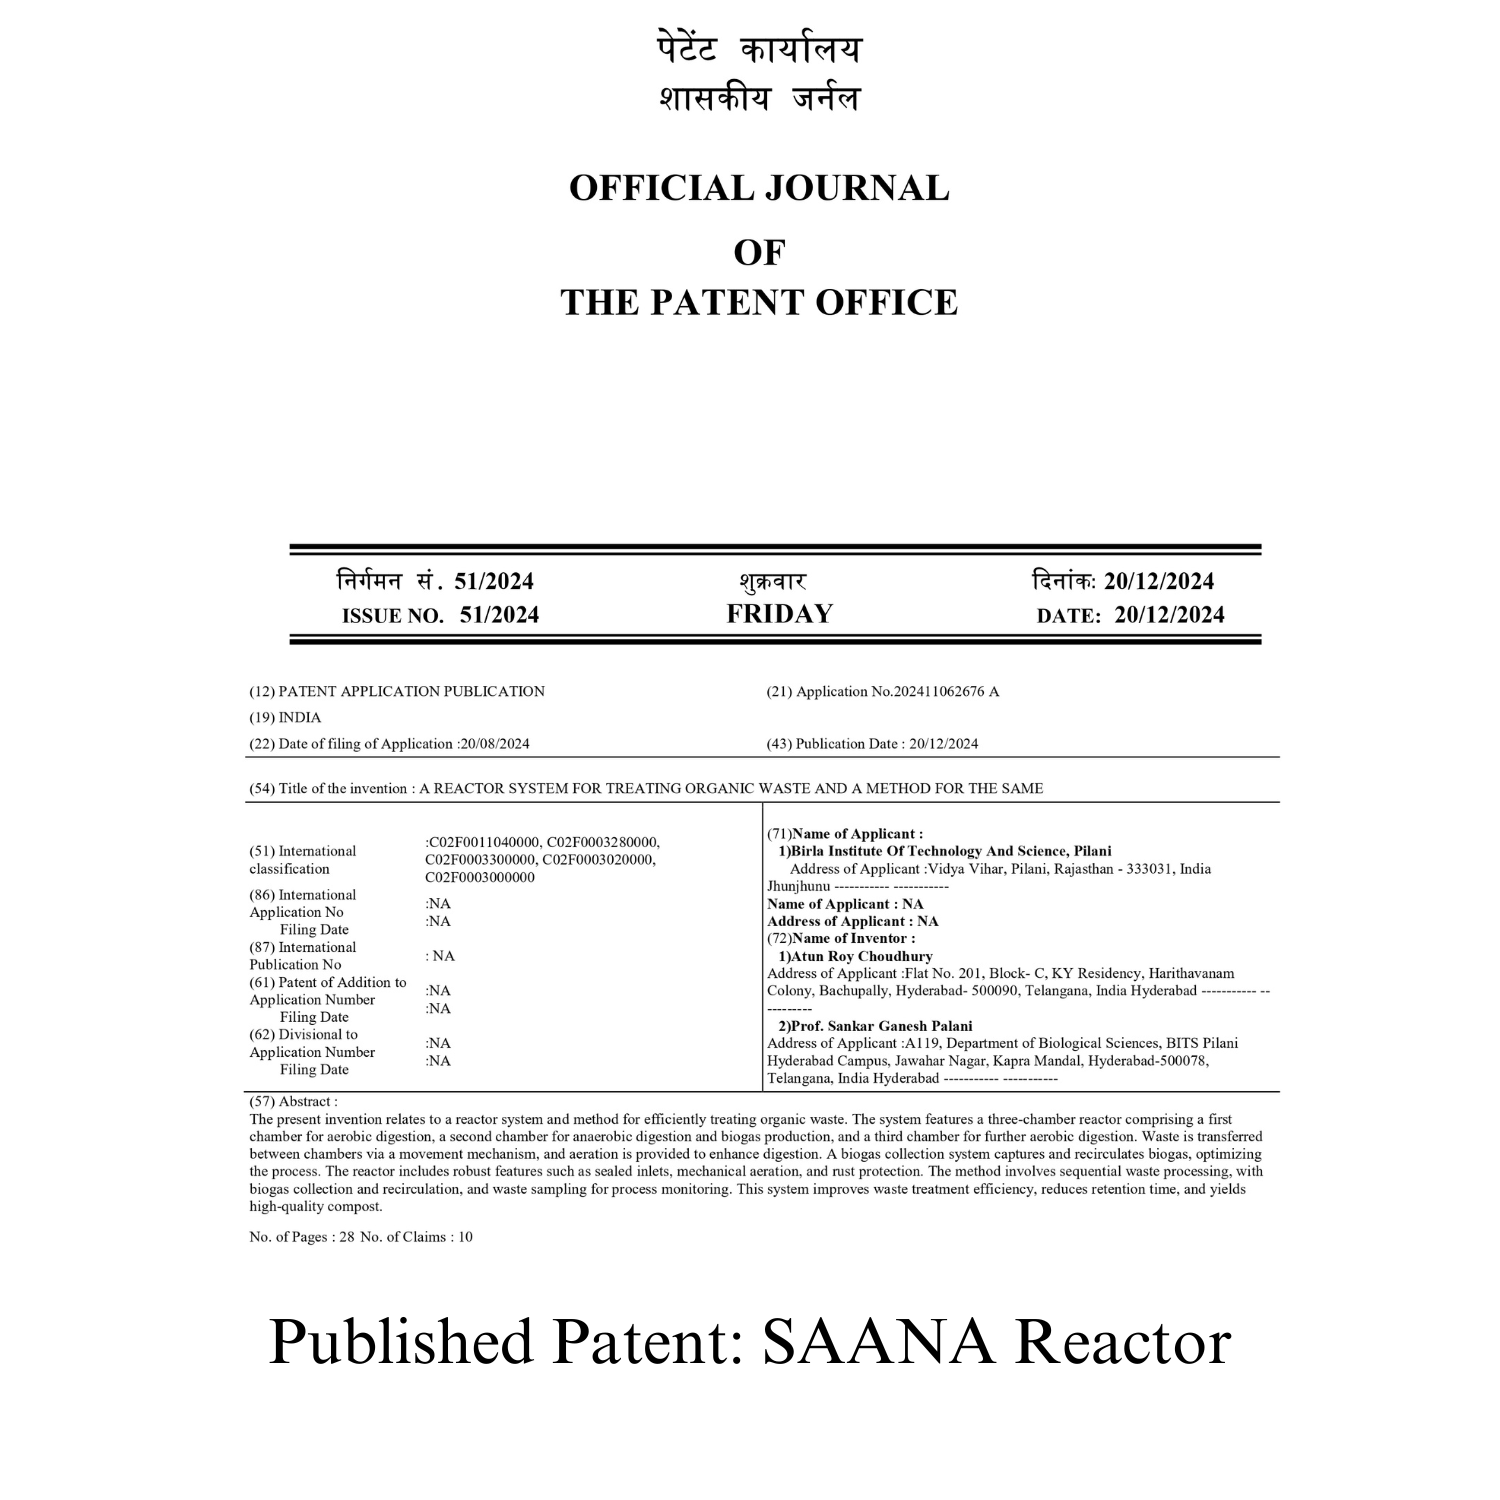 पेटेंट कार्यालय
शासकीय जर्नल
OFFICIAL JOURNAL
OF
THE PATENT OFFICE
निर्गमन सं. 51/2024 शुक्रवार दिनांक: 20/12/2024
ISSUE NO. 51/2024 FRIDAY DATE: 20/12/2024
(12) PATENT APPLICATION PUBLICATION (21) Application No.202411062676 A
(19) INDIA
(22) Date of filing of Application :20/08/2024 (43) Publication Date : 20/12/2024
(54) Title of the invention : A REACTOR SYSTEM FOR TREATING ORGANIC WASTE AND A METHOD FOR THE SAME
(51) International
classification
:C02F0011040000, C02F0003280000,
C02F0003300000, C02F0003020000,
C02F0003000000
(86) International
Application No :NA
Filing Date :NA
(87) International
Publication No : NA
(61) Patent of Addition to
Application Number :NA
Filing Date :NA
(62) Divisional to
Application Number :NA
Filing Date :NA
(71)Name of Applicant :
1)Birla Institute Of Technology And Science, Pilani
Address of Applicant :Vidya Vihar, Pilani, Rajasthan - 333031, India
Jhunjhunu ----------- -----------
Name of Applicant : NA
Address of Applicant : NA
(72)Name of Inventor :
1)Atun Roy Choudhury
Address of Applicant :Flat No. 201, Block- C, KY Residency, Harithavanam
Colony, Bachupally, Hyderabad- 500090, Telangana, India Hyderabad ----------- --
---------
2)Prof. Sankar Ganesh Palani
Address of Applicant :A119, Department of Biological Sciences, BITS Pilani
Hyderabad Campus, Jawahar Nagar, Kapra Mandal, Hyderabad-500078,
Telangana, India Hyderabad ----------- -----------
(57) Abstract :
The present invention relates to a reactor system and method for efficiently treating organic waste. The system features a three-chamber reactor comprising a first
chamber for aerobic digestion, a second chamber for anaerobic digestion and biogas production, and a third chamber for further aerobic digestion. Waste is transferred
between chambers via a movement mechanism, and aeration is provided to enhance digestion. A biogas collection system captures and recirculates biogas, optimizing
the process. The reactor includes robust features such as sealed inlets, mechanical aeration, and rust protection. The method involves sequential waste processing, with
biogas collection and recirculation, and waste sampling for process monitoring. This system improves waste treatment efficiency, reduces retention time, and yields
high-quality compost.
No. of Pages : 28 No. of Claims : 10
Published Patent: SAANA Reactor